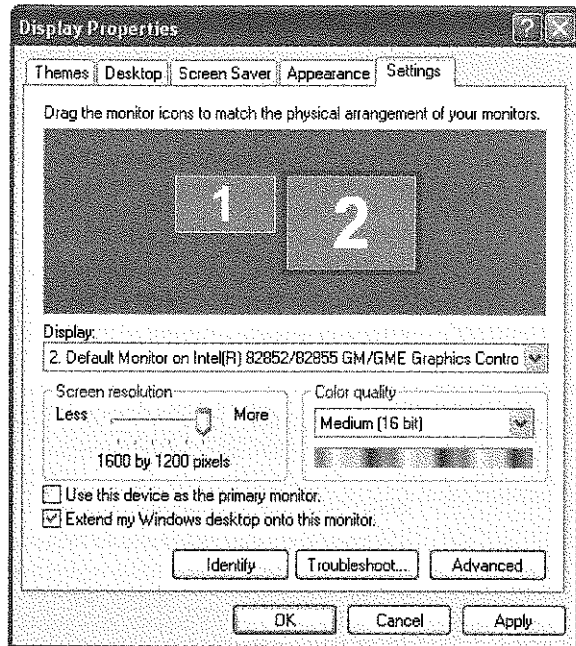 Display Properties
Themes Desktop Screen Saver Appearance Settings
Drag the monitor icons to match the physical arrangement of your monitors.
1 2
Display:
2. Default Monitor on Intel(R) 82852/82855 GM/GME Graphics Contro
Screen resolution
Less More
1600 by 1200 pixels
Color quality
Medium (16 bit)
Use this device as the primary monitor.
Extend my Windows desktop onto this monitor.
Identify Troubleshoot... Advanced
OK Cancel Apply